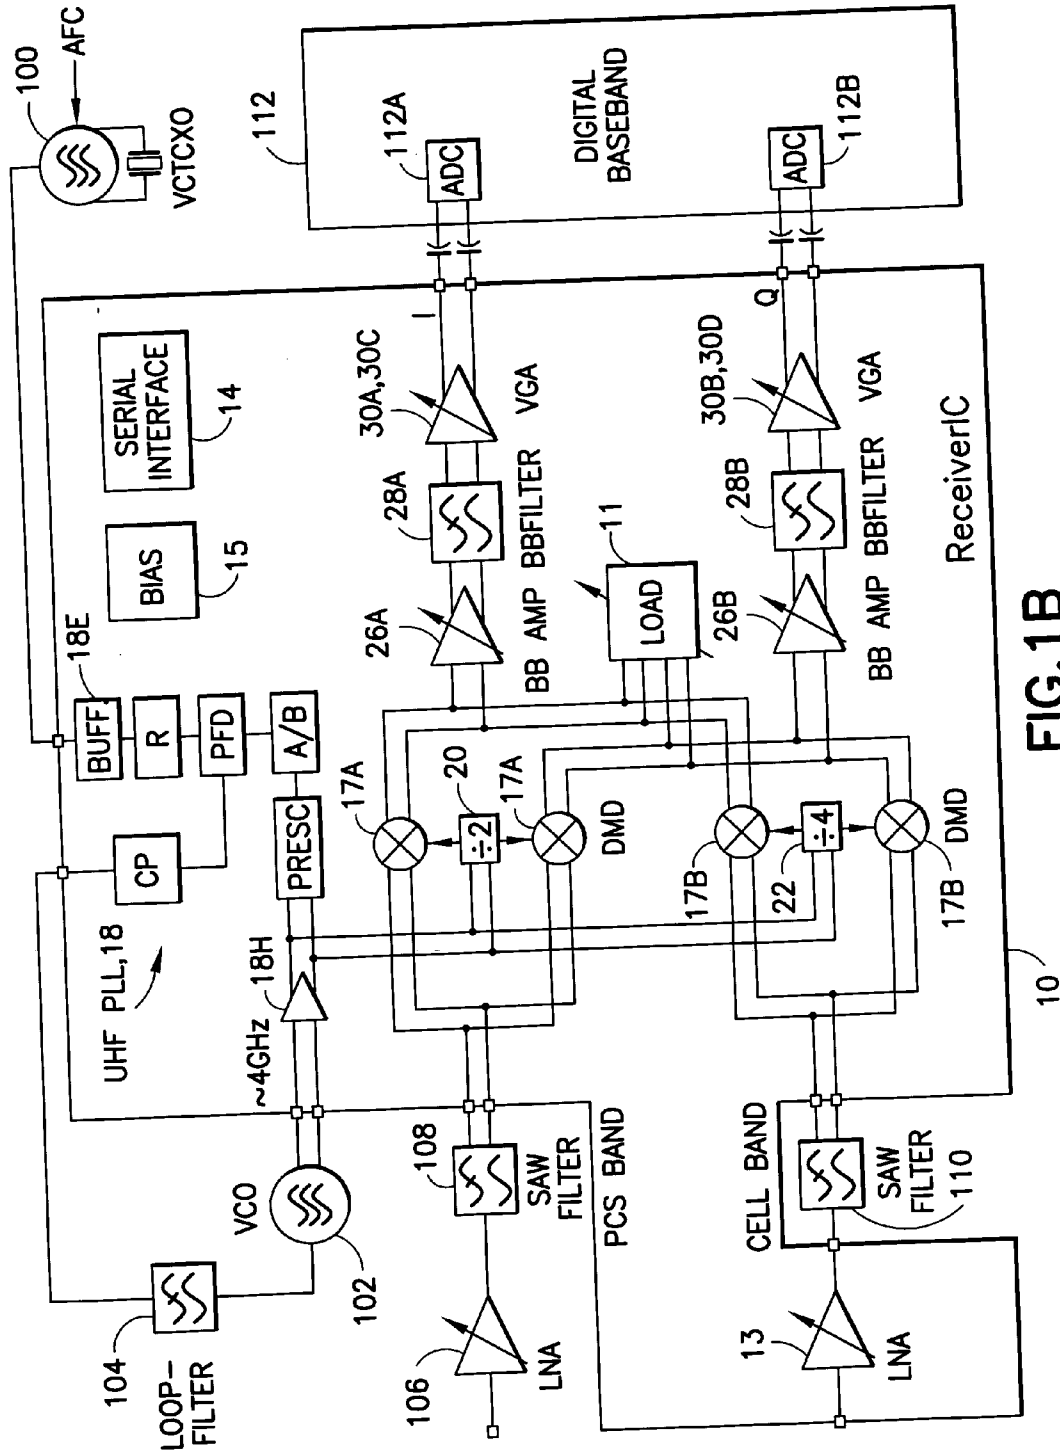 100
AFC
VCTCXO
112
112A
ADC
DIGITAL
BASEBAND
ADC
112B
SERIAL
INTERFACE
14
BIAS
15
18E
BUFF.
R
PFD
A/B
CP
PRESC
UHF PLL,18
18H
~4GHz
VCO
102
104
LOOP-
FILTER
I
30A,30C
VGA
28A
BBFILTER
26A
BB AMP
11
LOAD
Q
30B,30D
VGA
28B
BBFILTER
26B
BB AMP
17A
20
÷2
17A
DMD
17B
÷4
22
17B
DMD
108
SAW
FILTER
PCS BAND
106
LNA
CELL BAND
SAW
FILTER
110
13
LNA
ReceiverIC
10
FIG.1B